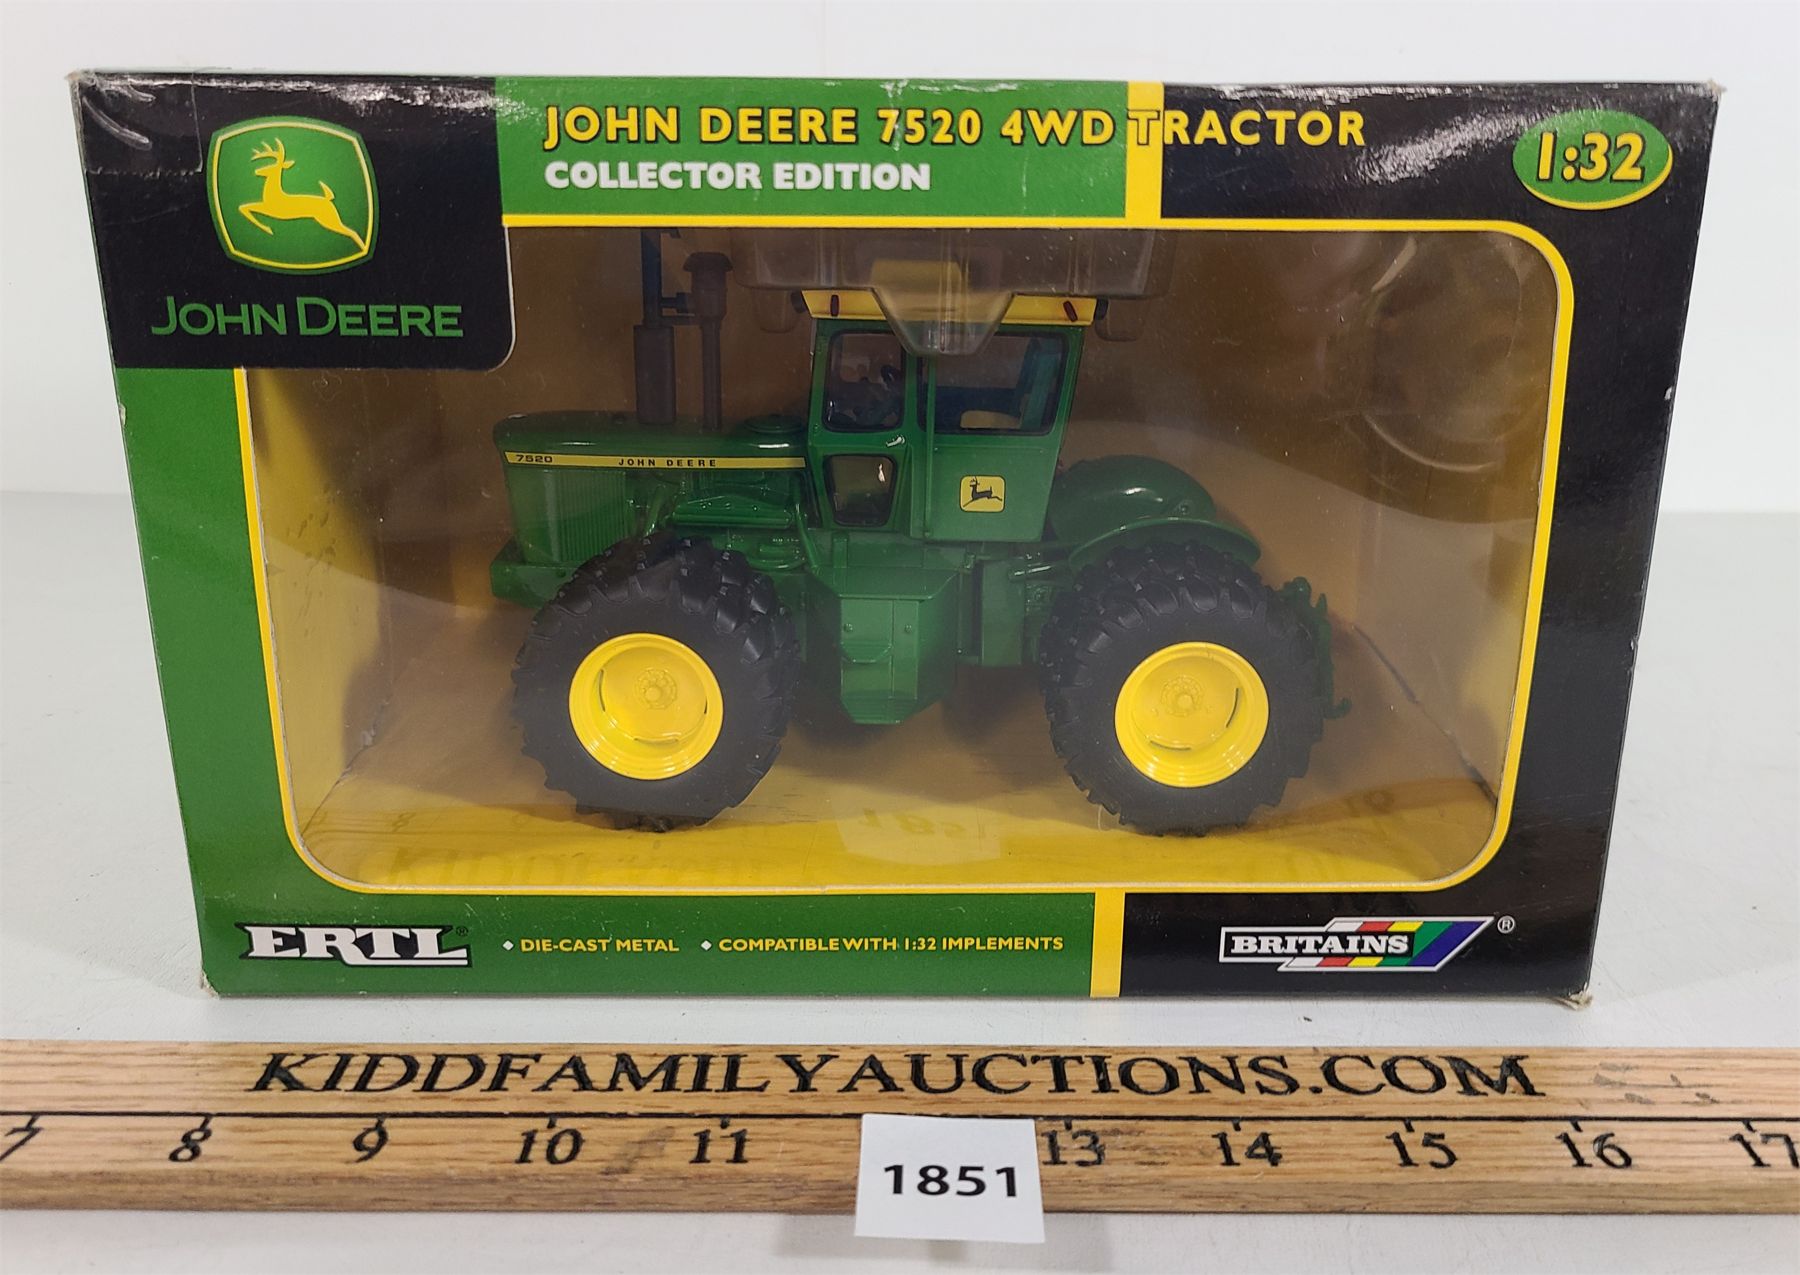 JOHN DEERE 7520 4WD TRACTOR
COLLECTOR EDITION
1:32
JOHN DEERE
7520 JOHN DEERE
ERTL®
◆ DIE-CAST METAL ◆ COMPATIBLE WITH 1:32 IMPLEMENTS
BRITAINS®
KIDDFAMILYAUCTIONS.COM
7 8 9 10 11 13 14 15 16 17
1851